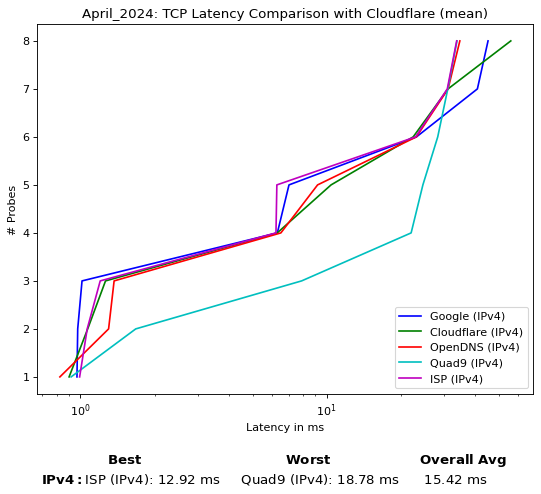 April_2024: TCP Latency Comparison with Cloudflare (mean)
8
7
6
5
4
3
2
1
# Probes
Google (IPv4)
Cloudflare (IPv4)
OpenDNS (IPv4)
Quad9 (IPv4)
ISP (IPv4)
10⁰ 10¹
Latency in ms
Best Worst Overall Avg
IPv4: ISP (IPv4): 12.92 ms Quad9 (IPv4): 18.78 ms 15.42 ms